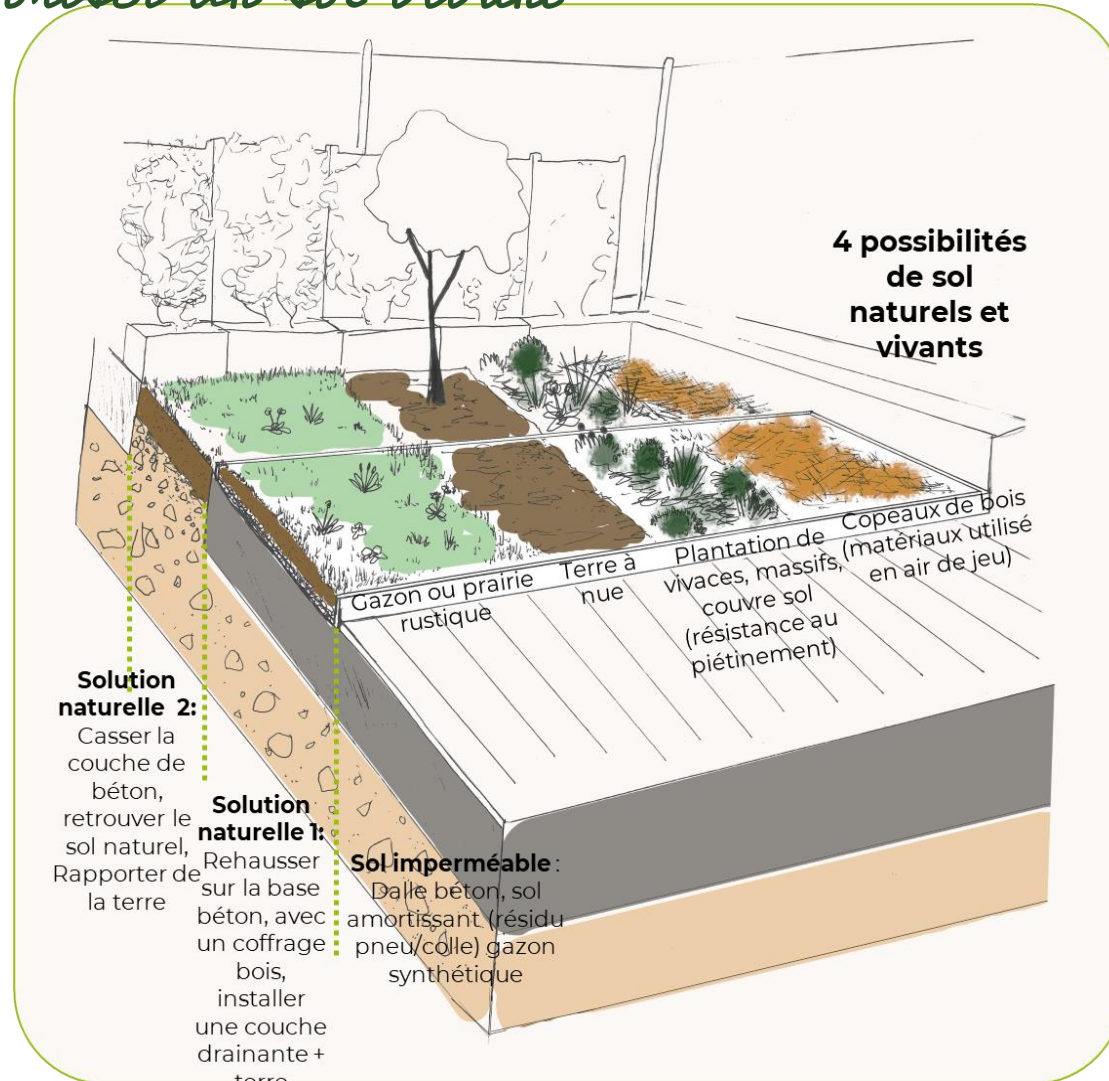 4 possibilités
de sol
naturels et
vivants
Gazon ou prairie
rustique
Terre à
nue
Plantation de
vivaces, massifs,
couvre sol
(résistance au
piétinement)
Copeaux de bois
(matériaux utilisé
en air de jeu)
Solution
naturelle 2:
Casser la
couche de
béton,
retrouver le
sol naturel,
Rapporter de
la terre
Solution
naturelle 1:
Rehausser
sur la base
béton, avec
un coffrage
bois,
installer
une couche
drainante +
terre
Sol imperméable :
Dalle béton, sol
amortissant (résidu
pneu/colle) gazon
synthétique